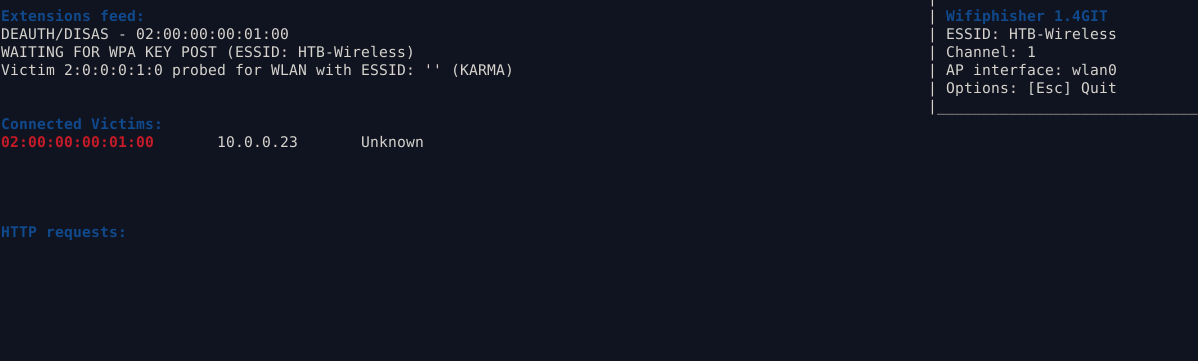 Extensions feed:
DEAUTH/DISAS - 02:00:00:00:01:00
WAITING FOR WPA KEY POST (ESSID: HTB-Wireless)
Victim 2:0:0:0:1:0 probed for WLAN with ESSID: '' (KARMA)
Connected Victims:
02:00:00:00:01:00 10.0.0.23 Unknown
HTTP requests:
Wifiphisher 1.4GIT
ESSID: HTB-Wireless
Channel: 1
AP interface: wlan0
Options: [Esc] Quit